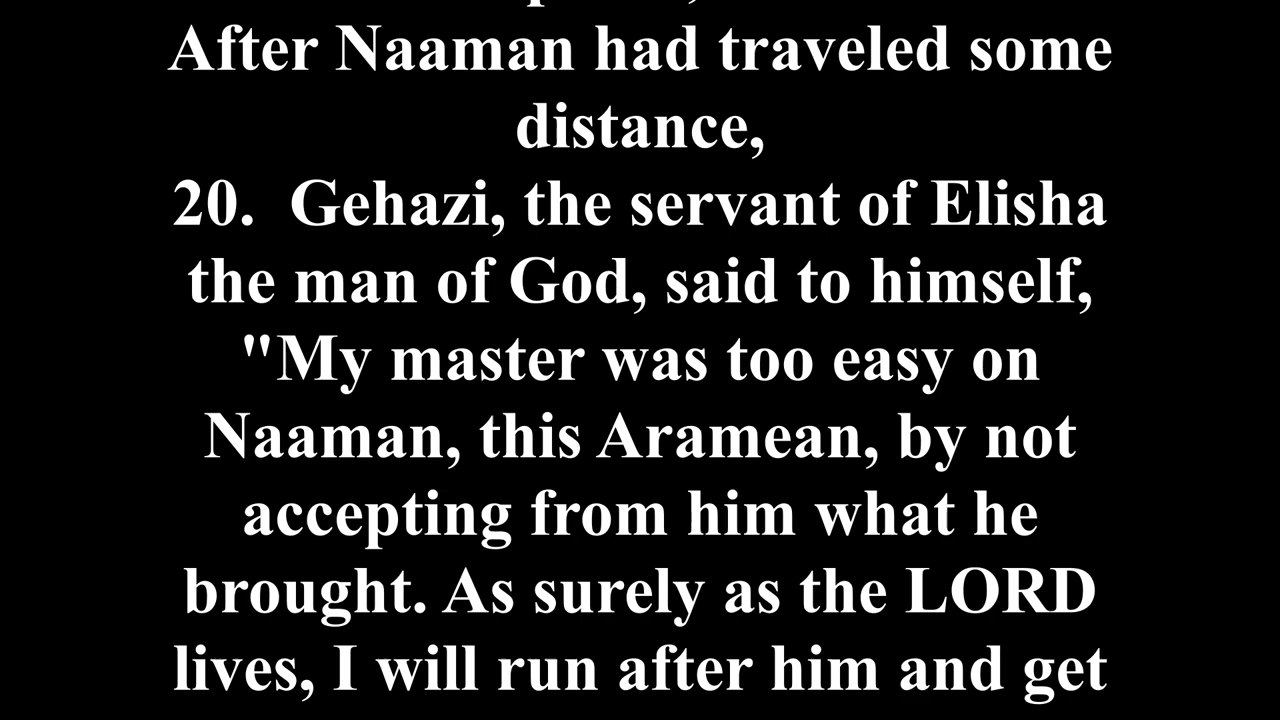 After Naaman had traveled some
distance,
20.  Gehazi, the servant of Elisha
the man of God, said to himself,
"My master was too easy on
Naaman, this Aramean, by not
accepting from him what he
brought. As surely as the LORD
lives, I will run after him and get